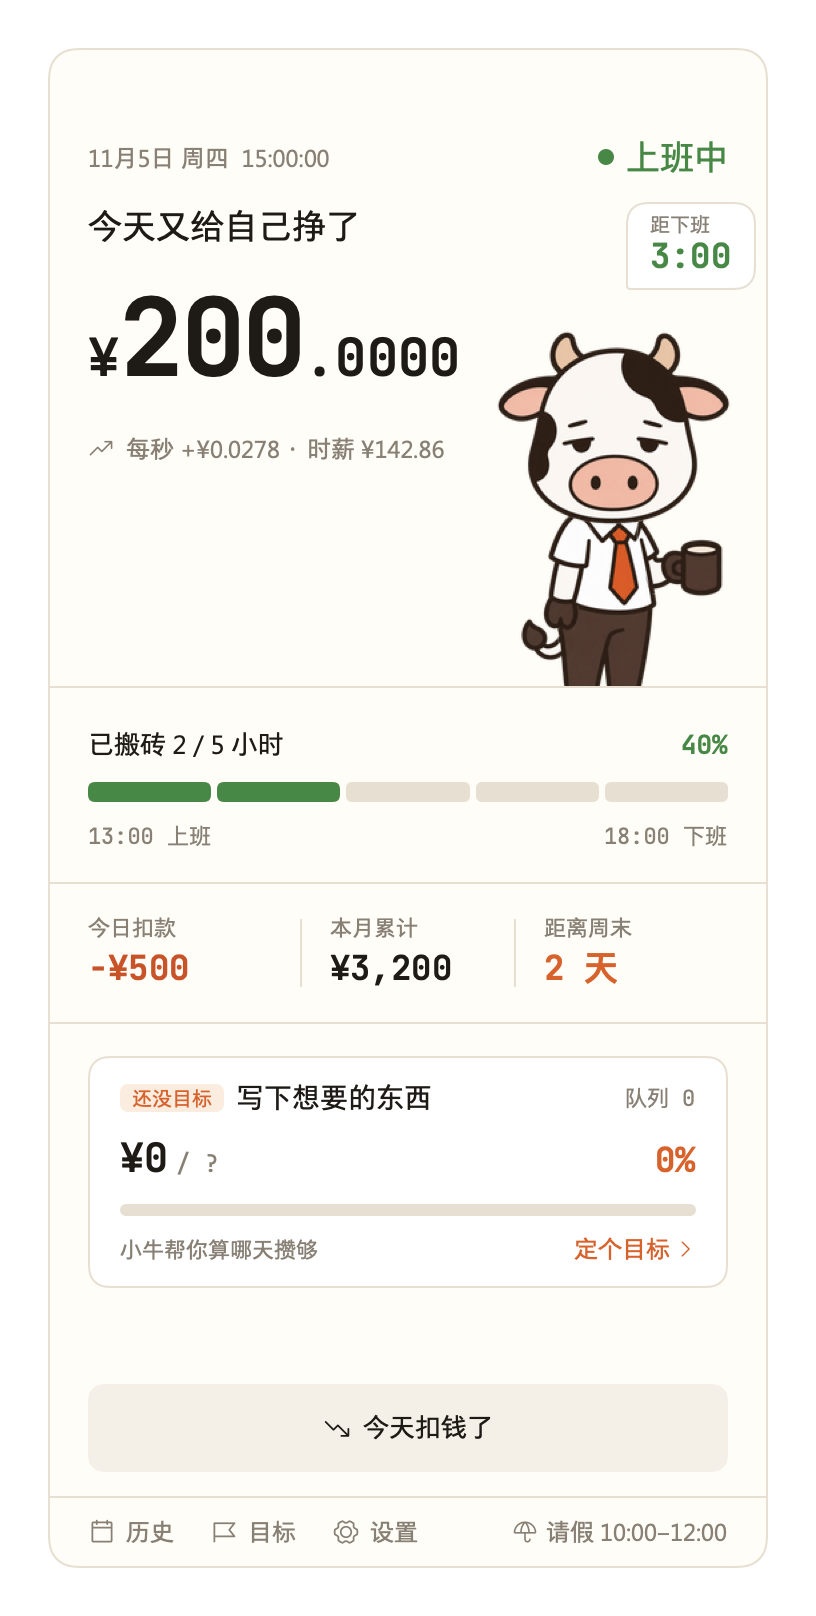 11月5日 周四 15:00:00
上班中
今天又给自己挣了
距下班
3:00
¥200.0000
每秒 +¥0.0278 · 时薪 ¥142.86
已搬砖 2 / 5 小时
40%
13:00 上班
18:00 下班
今日扣款
-¥500
本月累计
¥3,200
距离周末
2 天
还没目标 写下想要的东西
队列 0
¥0 / ?
0%
小牛帮你算哪天攒够
定个目标
今天扣钱了
历史
目标
设置
请假 10:00–12:00